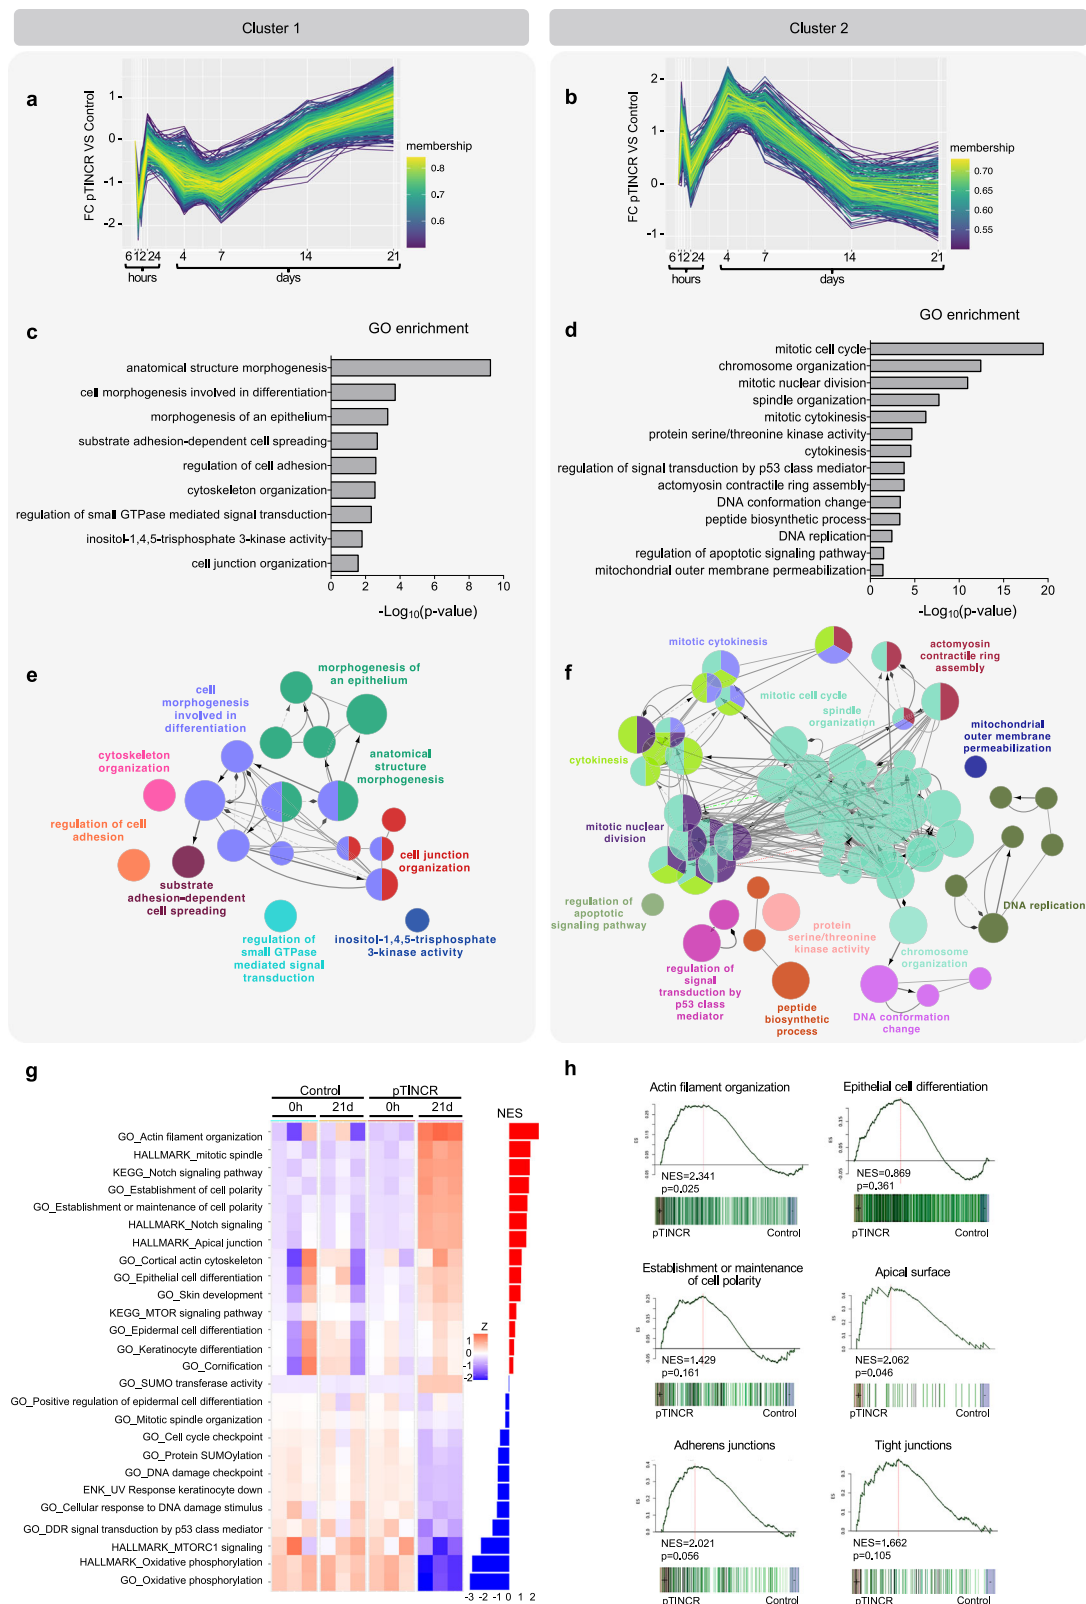 Cluster 1
Cluster 2
a
FC pTINCR VS Control
1
0
-1
-2
6 12 24 4 7 14 21
hours
days
membership
0.8
0.7
0.6
b
FC pTINCR VS Control
2
1
0
-1
6 12 24 4 7 14 21
hours
days
membership
0.70
0.65
0.60
0.55
c
GO enrichment
anatomical structure morphogenesis
cell morphogenesis involved in differentiation
morphogenesis of an epithelium
substrate adhesion-dependent cell spreading
regulation of cell adhesion
cytoskeleton organization
regulation of small GTPase mediated signal transduction
inositol-1,4,5-trisphosphate 3-kinase activity
cell junction organization
0 2 4 6 8 10
-Log10(p-value)
d
GO enrichment
mitotic cell cycle
chromosome organization
mitotic nuclear division
spindle organization
mitotic cytokinesis
protein serine/threonine kinase activity
cytokinesis
regulation of signal transduction by p53 class mediator
actomyosin contractile ring assembly
DNA conformation change
peptide biosynthetic process
DNA replication
regulation of apoptotic signaling pathway
mitochondrial outer membrane permeabilization
0 5 10 15 20
-Log10(p-value)
e
morphogenesis of
an epithelium
cell
morphogenesis
involved in
differentiation
anatomical
structure
morphogenesis
cytoskeleton
organization
regulation of cell
adhesion
cell junction
organization
substrate
adhesion-dependent
cell spreading
regulation of
small GTPase
mediated signal
transduction
inositol-1,4,5-trisphosphate
3-kinase activity
f
mitotic cytokinesis
actomyosin
contractile ring
assembly
mitotic cell cycle
spindle
organization
mitochondrial
outer membrane
permeabilization
cytokinesis
mitotic nuclear
division
regulation of
apoptotic
signaling pathway
DNA replication
protein
serine/threonine
kinase activity
chromosome
organization
regulation of
signal
transduction by
p53 class
mediator
peptide
biosynthetic
process
DNA conformation
change
g
Control pTINCR
0h 21d 0h 21d
NES
GO_Actin filament organization
HALLMARK_mitotic spindle
KEGG_Notch signaling pathway
GO_Establishment of cell polarity
GO_Establishment or maintenance of cell polarity
HALLMARK_Notch signaling
HALLMARK_Apical junction
GO_Cortical actin cytoskeleton
GO_Epithelial cell differentiation
GO_Skin development
KEGG_MTOR signaling pathway
GO_Epidermal cell differentiation
GO_Keratinocyte differentiation
GO_Cornification
GO_SUMO transferase activity
GO_Positive regulation of epidermal cell differentiation
GO_Mitotic spindle organization
GO_Cell cycle checkpoint
GO_Protein SUMOylation
GO_DNA damage checkpoint
ENK_UV Response keratinocyte down
GO_Cellular response to DNA damage stimulus
GO_DDR signal transduction by p53 class mediator
HALLMARK_MTORC1 signaling
HALLMARK_Oxidative phosphorylation
GO_Oxidative phosphorylation
Z
1
0
-1
-2
-3 -2 -1 0 1 2
h
Actin filament organization
ES
NES=2.341
p=0.025
pTINCR Control
Epithelial cell differentiation
ES
NES=0.869
p=0.361
pTINCR Control
Establishment or maintenance
of cell polarity
ES
NES=1.429
p=0.161
pTINCR Control
Apical surface
ES
NES=2.062
p=0.046
pTINCR Control
Adherens junctions
ES
NES=2.021
p=0.056
pTINCR Control
Tight junctions
ES
NES=1.662
p=0.105
pTINCR Control